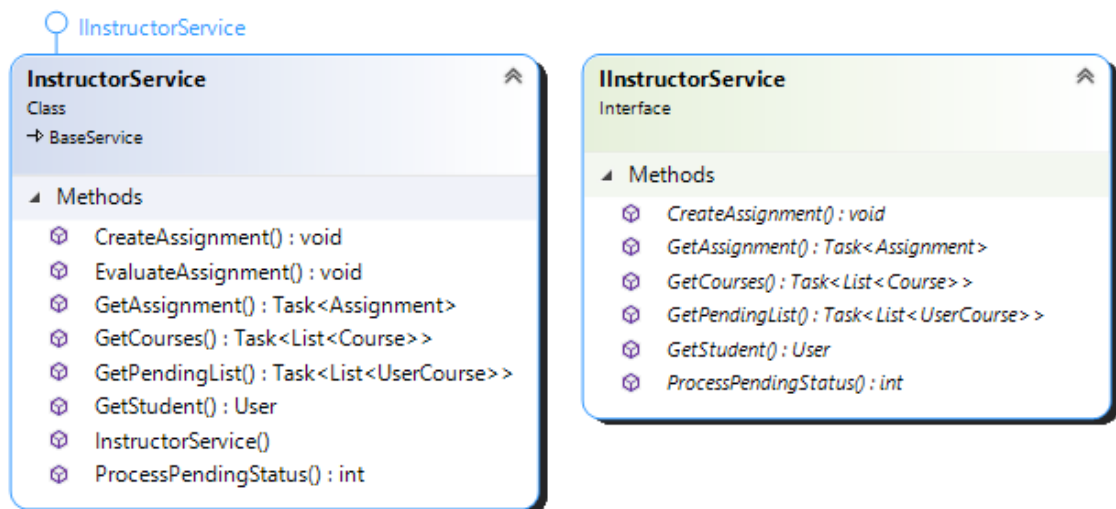 IInstructorService
InstructorService
Class
BaseService
Methods
CreateAssignment() : void
EvaluateAssignment() : void
GetAssignment() : Task<Assignment>
GetCourses() : Task<List<Course>>
GetPendingList() : Task<List<UserCourse>>
GetStudent() : User
InstructorService()
ProcessPendingStatus() : int
IInstructorService
Interface
Methods
CreateAssignment() : void
GetAssignment() : Task<Assignment>
GetCourses() : Task<List<Course>>
GetPendingList() : Task<List<UserCourse>>
GetStudent() : User
ProcessPendingStatus() : int